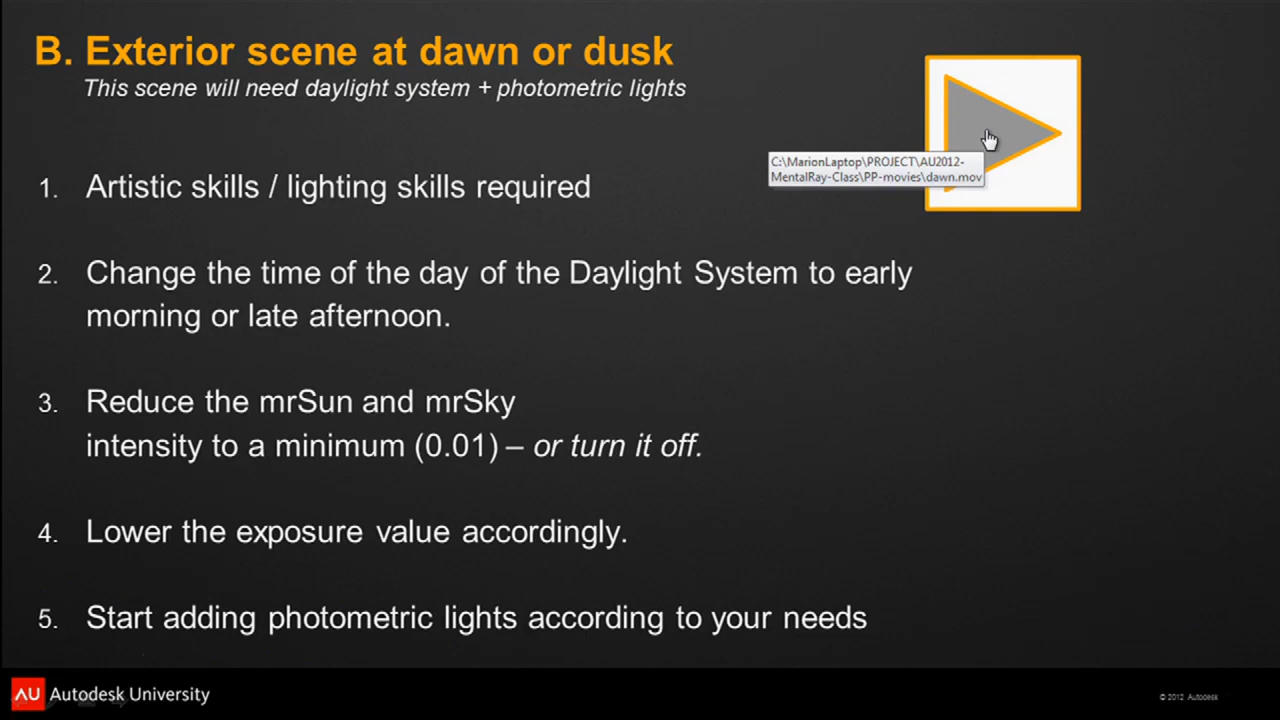 B. Exterior scene at dawn or dusk
This scene will need daylight system + photometric lights
C:\MarionLaptop\PROJECT\AU2012-
MentalRay-Class\PP-movies\dawn.mov
1. Artistic skills / lighting skills required
2. Change the time of the day of the Daylight System to early
morning or late afternoon.
3. Reduce the mrSun and mrSky
intensity to a minimum (0.01) – or turn it off.
4. Lower the exposure value accordingly.
5. Start adding photometric lights according to your needs
AU Autodesk University
© 2012 Autodesk